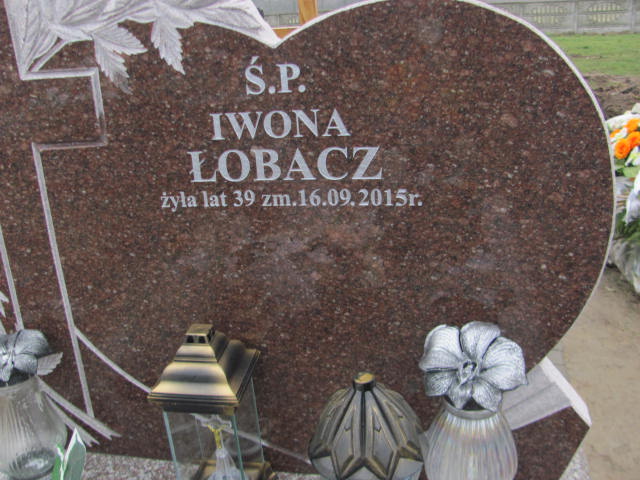 Ś.P.
IWONA
ŁOBACZ
żyła lat 39 zm.16.09.2015r.